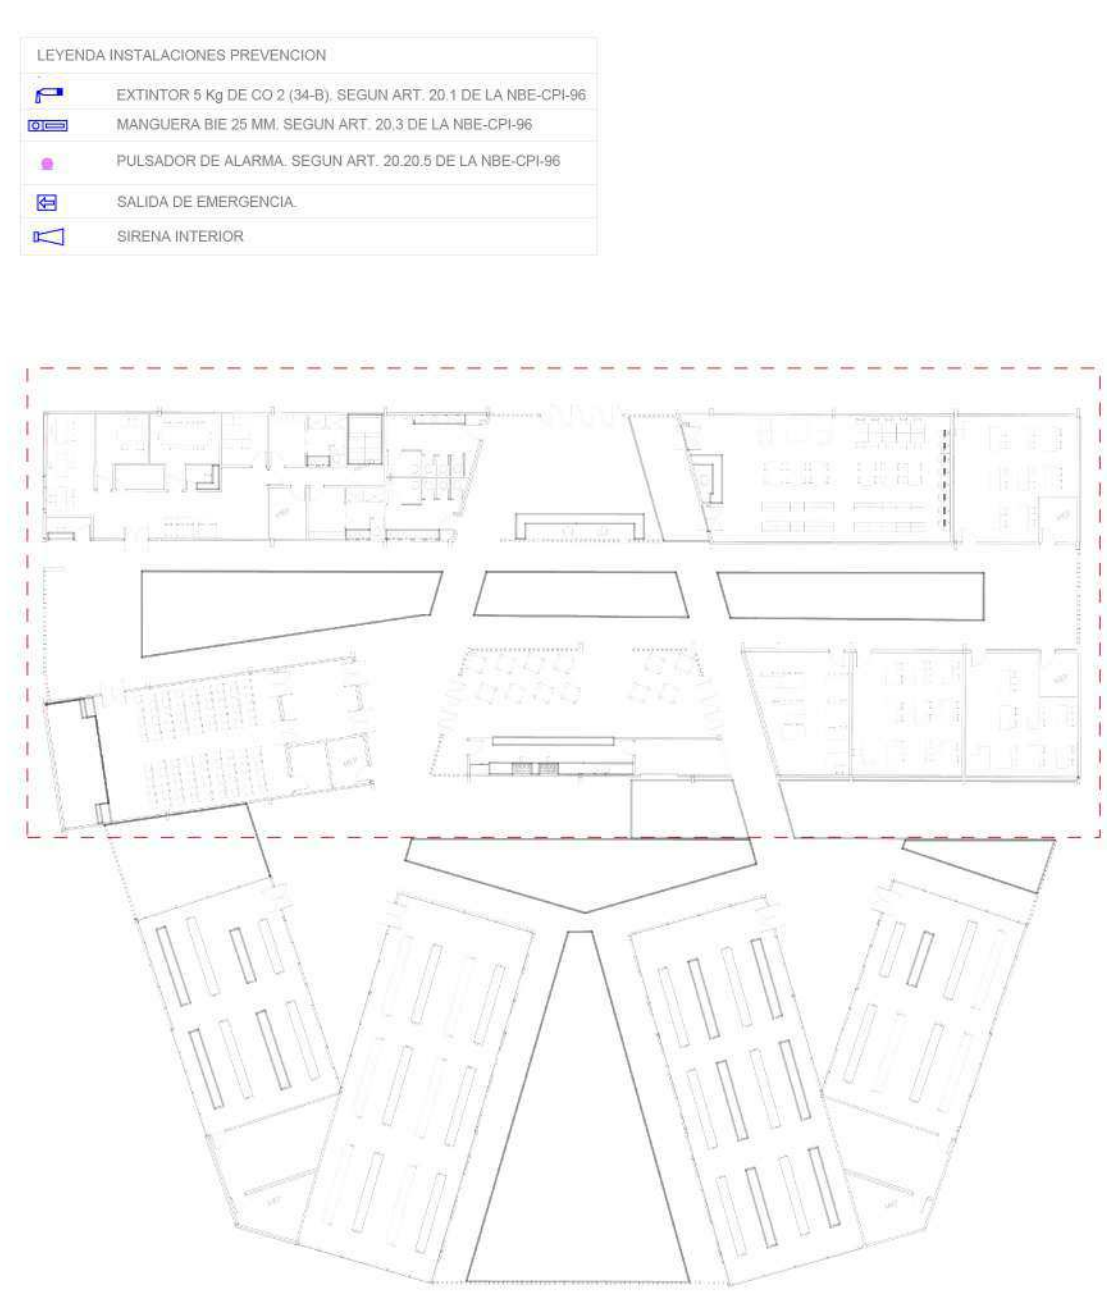 LEYENDA INSTALACIONES PREVENCION
EXTINTOR 5 Kg DE CO 2 (34-B). SEGUN ART. 20.1 DE LA NBE-CPI-96
MANGUERA BIE 25 MM. SEGUN ART. 20,3 DE LA NBE-CPI-96
PULSADOR DE ALARMA. SEGUN ART. 20.20.5 DE LA NBE-CPI-96
SALIDA DE EMERGENCIA.
SIRENA INTERIOR